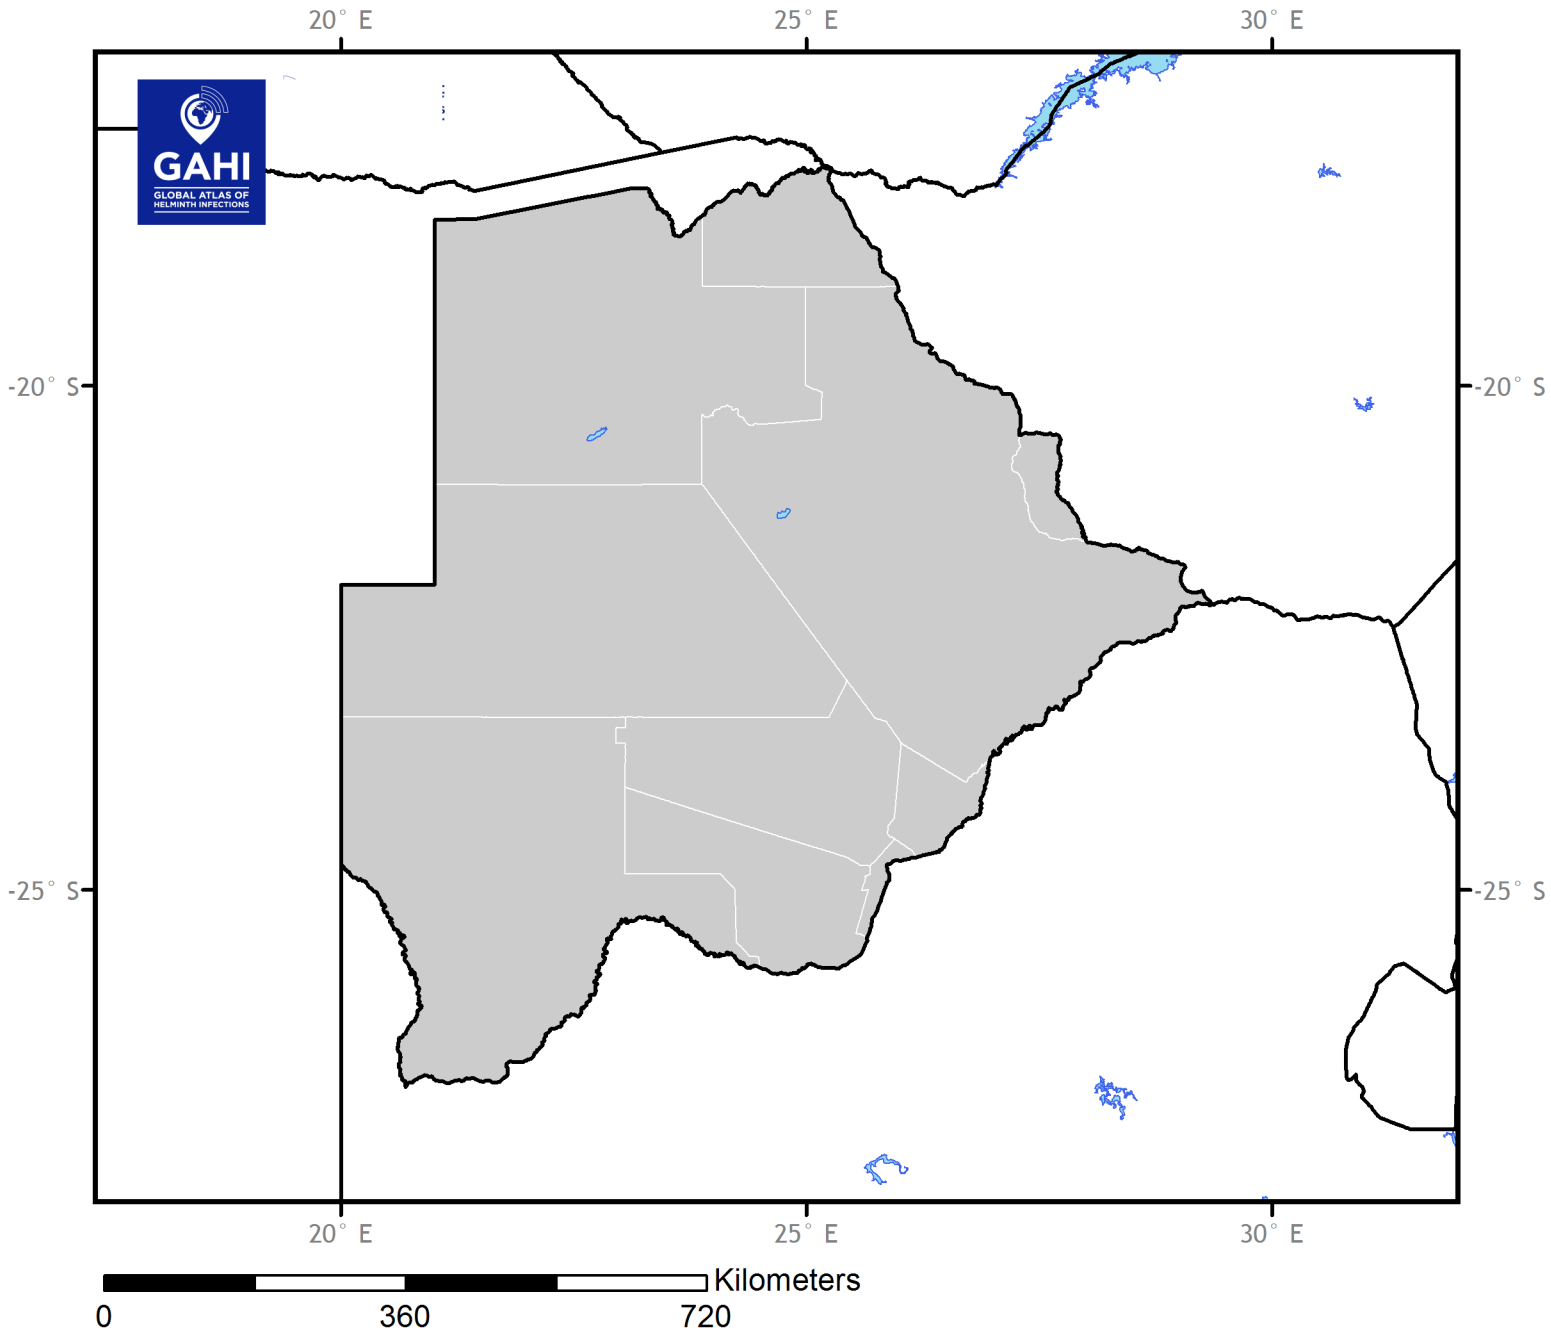 20° E 25° E 30° E
GAHI
GLOBAL ATLAS OF
HELMINTH INFECTIONS
-20° S -20° S
-25° S -25° S
20° E 25° E 30° E
Kilometers
0 360 720